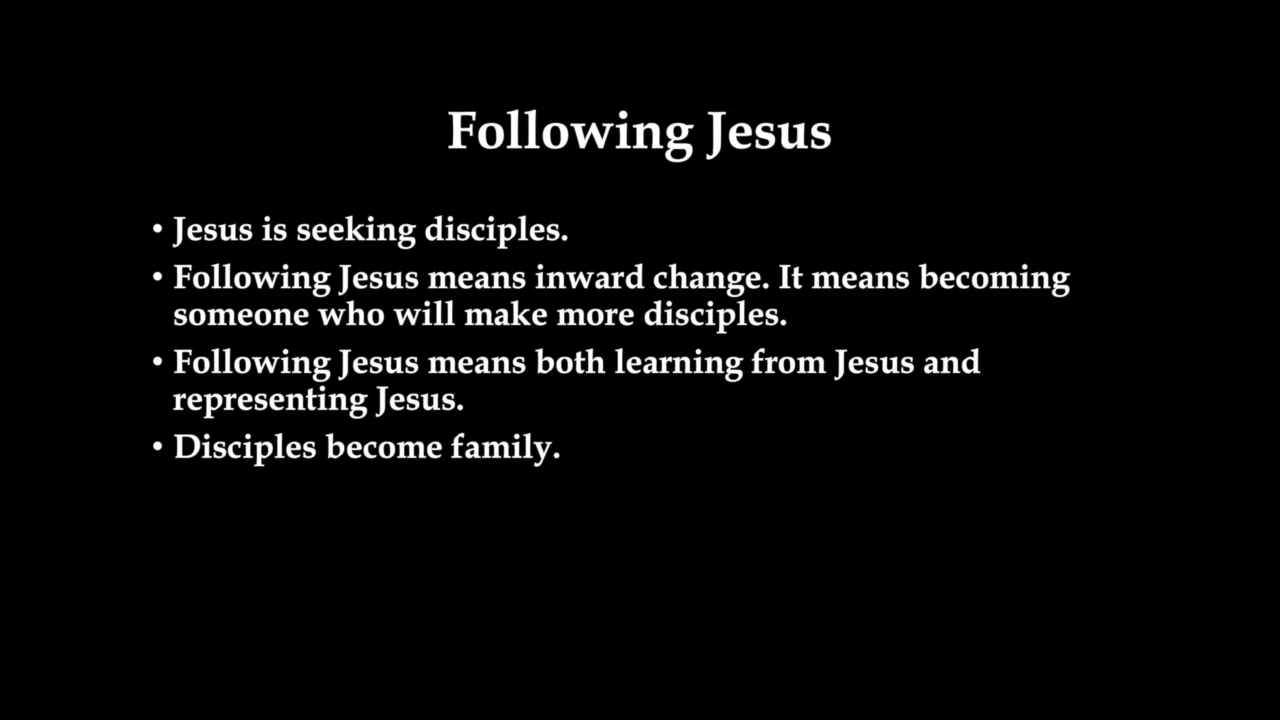 Following Jesus
• Jesus is seeking disciples.
• Following Jesus means inward change. It means becoming
someone who will make more disciples.
• Following Jesus means both learning from Jesus and
representing Jesus.
• Disciples become family.